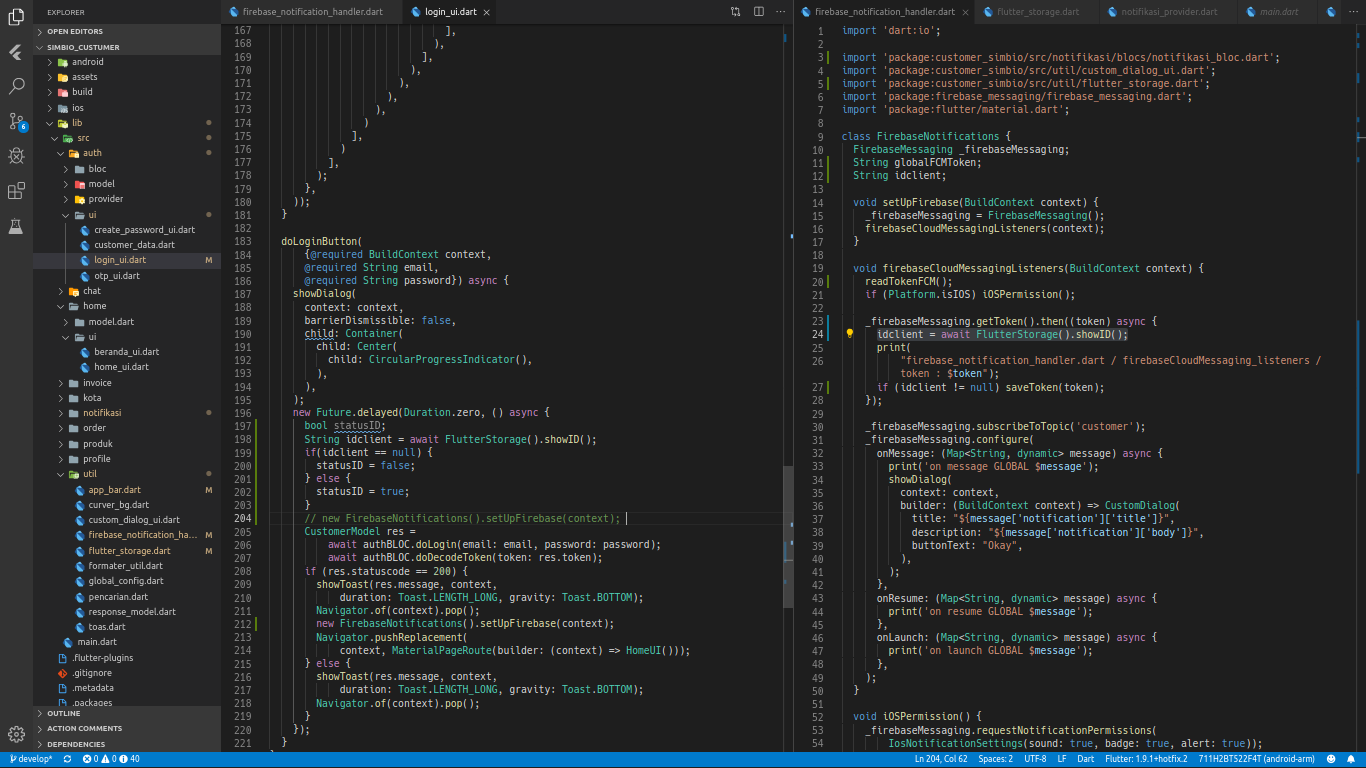 EXPLORER
OPEN EDITORS
SIMBIO_CUSTUMER
android
assets
build
ios
lib
src
auth
bloc
model
provider
ui
create_password_ui.dart
customer_data.dart
login_ui.dart M
otp_ui.dart
chat
home
model.dart
ui
beranda_ui.dart
home_ui.dart
invoice
kota
notifikasi
order
produk
profile
util
app_bar.dart M
curver_bg.dart
custom_dialog_ui.dart
firebase_notification_ha... M
flutter_storage.dart M
formater_util.dart
global_config.dart
pencarian.dart
response_model.dart
toas.dart
main.dart
.flutter-plugins
.gitignore
.metadata
.packages
OUTLINE
ACTION COMMENTS
DEPENDENCIES
6
firebase_notification_handler.dart login_ui.dart ×
167 ],
168 ),
169 ],
170 ),
171 ),
172 ),
173 ),
174 )
175 ],
176 )
177 ],
178 );
179 },
180 ));
181 }
182
183 doLoginButton(
184 {@required BuildContext context,
185 @required String email,
186 @required String password}) async {
187 showDialog(
188 context: context,
189 barrierDismissible: false,
190 child: Container(
191 child: Center(
192 child: CircularProgressIndicator(),
193 ),
194 ),
195 );
196 new Future.delayed(Duration.zero, () async {
197 bool statusID;
198 String idclient = await FlutterStorage().showID();
199 if(idclient == null) {
200 statusID = false;
201 } else {
202 statusID = true;
203 }
204 // new FirebaseNotifications().setUpFirebase(context);
205 CustomerModel res =
206 await authBLOC.doLogin(email: email, password: password);
207 await authBLOC.doDecodeToken(token: res.token);
208 if (res.statuscode == 200) {
209 showToast(res.message, context,
210 duration: Toast.LENGTH_LONG, gravity: Toast.BOTTOM);
211 Navigator.of(context).pop();
212 new FirebaseNotifications().setUpFirebase(context);
213 Navigator.pushReplacement(
214 context, MaterialPageRoute(builder: (context) => HomeUI()));
215 } else {
216 showToast(res.message, context,
217 duration: Toast.LENGTH_LONG, gravity: Toast.BOTTOM);
218 Navigator.of(context).pop();
219 }
220 });
221 }
firebase_notification_handler.dart × flutter_storage.dart notifikasi_provider.dart main.dart
1 import 'dart:io';
2
3 import 'package:customer_simbio/src/notifikasi/blocs/notifikasi_bloc.dart';
4 import 'package:customer_simbio/src/util/custom_dialog_ui.dart';
5 import 'package:customer_simbio/src/util/flutter_storage.dart';
6 import 'package:firebase_messaging/firebase_messaging.dart';
7 import 'package:flutter/material.dart';
8
9 class FirebaseNotifications {
10 FirebaseMessaging _firebaseMessaging;
11 String globalFCMToken;
12 String idclient;
13
14 void setUpFirebase(BuildContext context) {
15 _firebaseMessaging = FirebaseMessaging();
16 firebaseCloudMessagingListeners(context);
17 }
18
19 void firebaseCloudMessagingListeners(BuildContext context) {
20 readTokenFCM();
21 if (Platform.isIOS) iOSPermission();
22
23 _firebaseMessaging.getToken().then((token) async {
24 idclient = await FlutterStorage().showID();
25 print(
26 "firebase_notification_handler.dart / firebaseCloudMessaging_listeners /
token : $token");
27 if (idclient != null) saveToken(token);
28 });
29
30 _firebaseMessaging.subscribeToTopic('customer');
31 _firebaseMessaging.configure(
32 onMessage: (Map<String, dynamic> message) async {
33 print('on message GLOBAL $message');
34 showDialog(
35 context: context,
36 builder: (BuildContext context) => CustomDialog(
37 title: "${message['notification']['title']}",
38 description: "${message['notification']['body']}",
39 buttonText: "Okay",
40 ),
41 );
42 },
43 onResume: (Map<String, dynamic> message) async {
44 print('on resume GLOBAL $message');
45 },
46 onLaunch: (Map<String, dynamic> message) async {
47 print('on launch GLOBAL $message');
48 },
49 );
50 }
51
52 void iOSPermission() {
53 _firebaseMessaging.requestNotificationPermissions(
54 IosNotificationSettings(sound: true, badge: true, alert: true));
develop* 0 0 40 Ln 204, Col 62 Spaces: 2 UTF-8 LF Dart Flutter: 1.9.1+hotfix.2 711H2BT522F4T (android-arm)